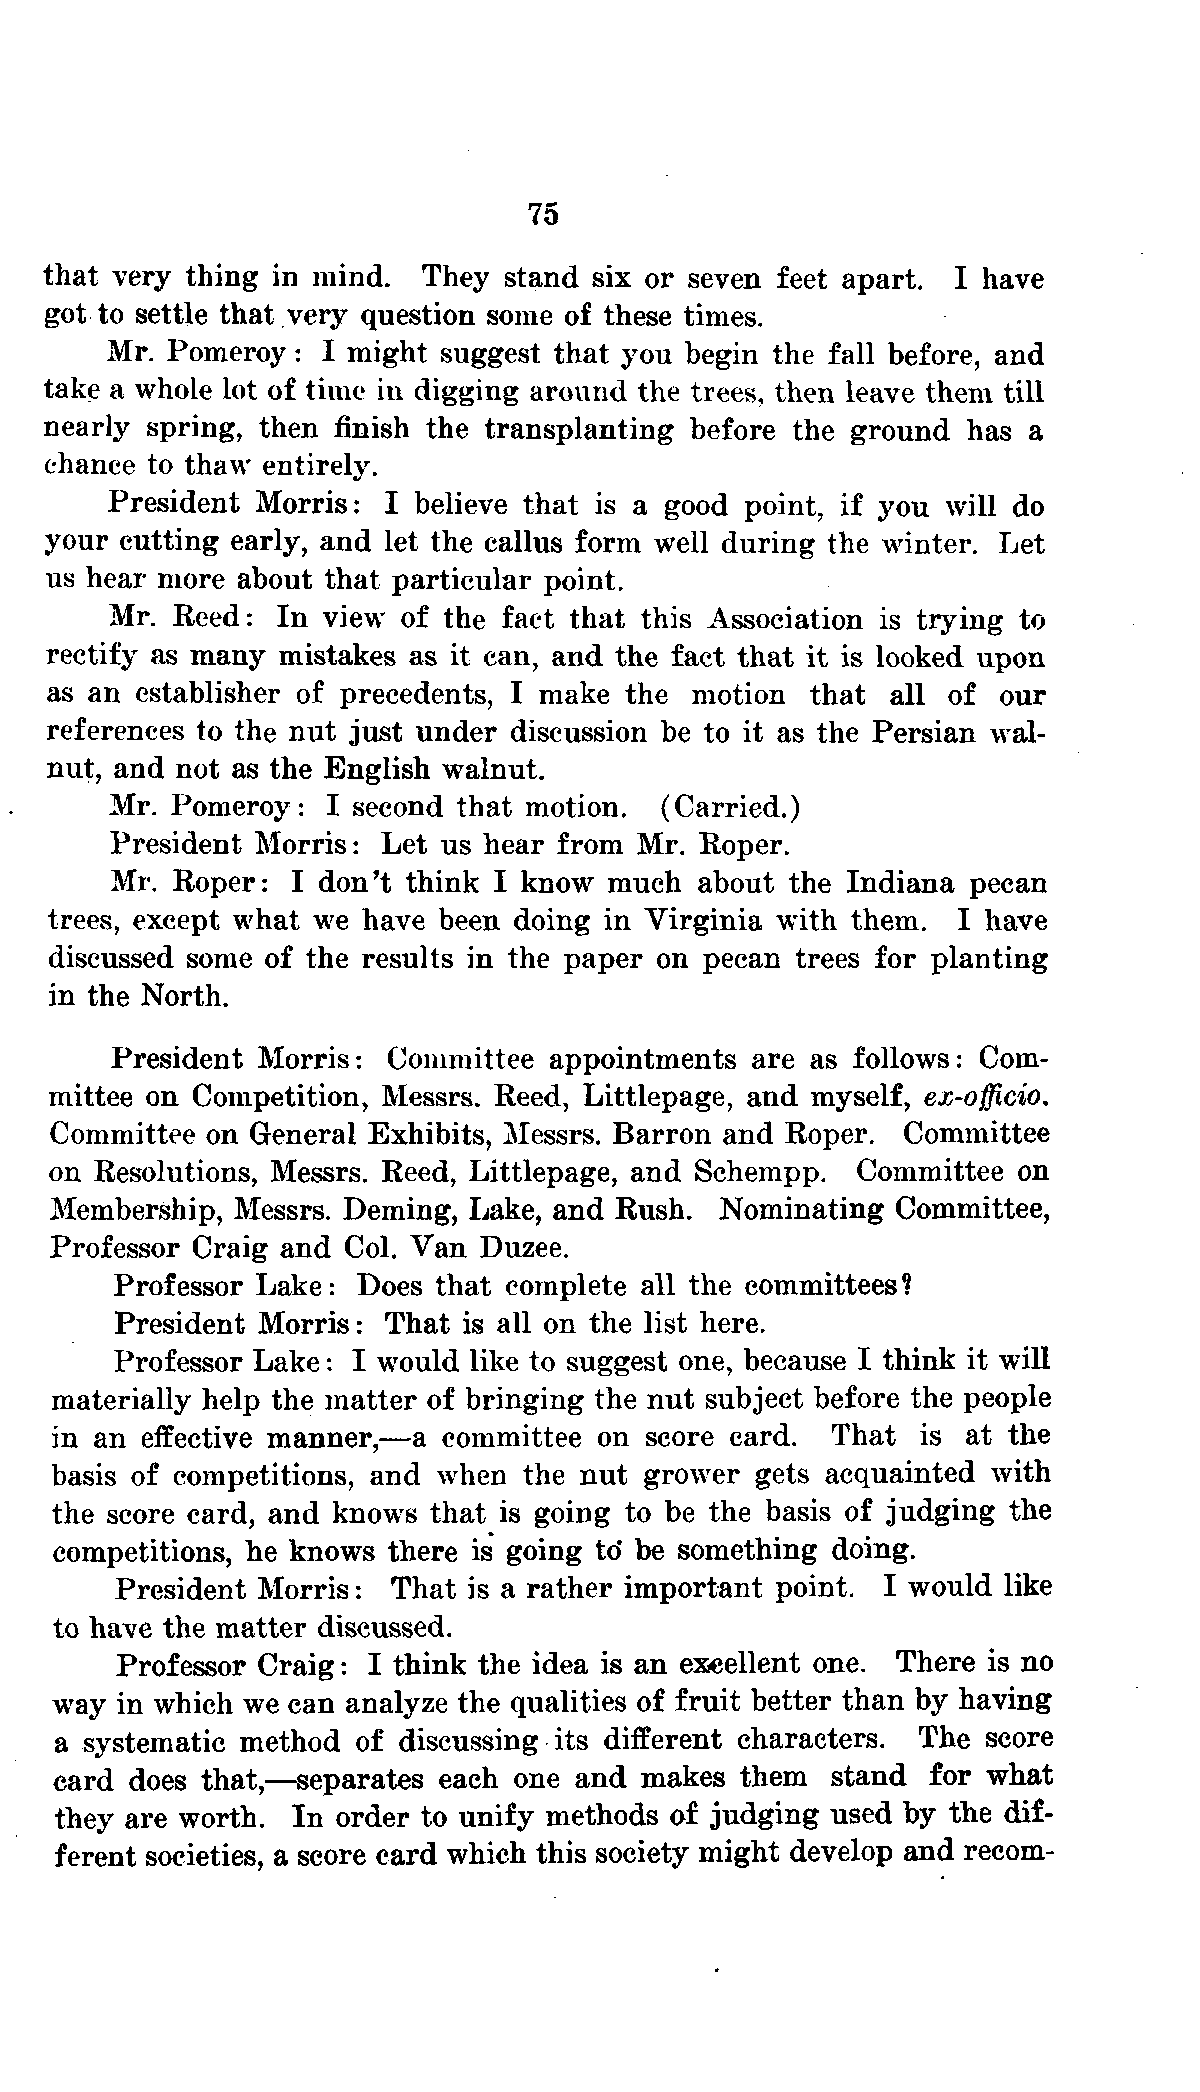 75
that very thing in mind. They stand six or seven feet apart. I have
got to settle that very question some of these times.
Mr. Pomeroy: I might suggest that you begin the fall before, and
take a whole lot of time in digging around the trees, then leave them till
nearly spring, then finish the transplanting before the ground has a
chance to thaw entirely.
President Morris: I believe that is a good point, if you will do
your cutting early, and let the callus form well during the winter. Let
us hear more about that particular point.
Mr. Reed: In view of the fact that this Association is trying to
rectify as many mistakes as it can, and the fact that it is looked upon
as an establisher of precedents, I make the motion that all of our
references to the nut just under discussion be to it as the Persian wal-
nut, and not as the English walnut.
Mr. Pomeroy: I second that motion. (Carried.)
President Morris: Let us hear from Mr. Roper.
Mr. Roper: I don't think I know much about the Indiana pecan
trees, except what we have been doing in Virginia with them. I have
discussed some of the results in the paper on pecan trees for planting
in the North.
President Morris: Committee appointments are as follows: Com-
mittee on Competition, Messrs. Reed, Littlepage, and myself, ex-officio.
Committee on General Exhibits, Messrs. Barron and Roper. Committee
on Resolutions, Messrs. Reed, Littlepage, and Schempp. Committee on
Membership, Messrs. Deming, Lake, and Rush. Nominating Committee,
Professor Craig and Col. Van Duzee.
Professor Lake: Does that complete all the committees?
President Morris: That is all on the list here.
Professor Lake: I would like to suggest one, because I think it will
materially help the matter of bringing the nut subject before the people
in an effective manner,—a committee on score card. That is at the
basis of competitions, and when the nut grower gets acquainted with
the score card, and knows that is going to be the basis of judging the
competitions, he knows there is going to be something doing.
President Morris: That is a rather important point. I would like
to have the matter discussed.
Professor Craig: I think the idea is an excellent one. There is no
way in which we can analyze the qualities of fruit better than by having
a systematic method of discussing its different characters. The score
card does that,—separates each one and makes them stand for what
they are worth. In order to unify methods of judging used by the dif-
ferent societies, a score card which this society might develop and recom-